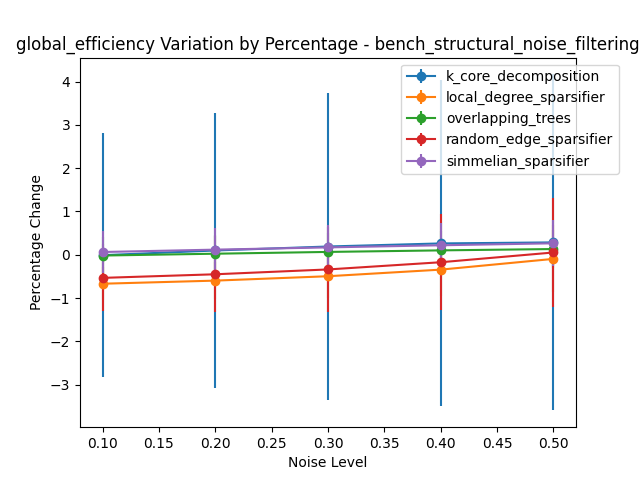 global_efficiency Variation by Percentage - bench_structural_noise_filtering
k_core_decomposition
local_degree_sparsifier
overlapping_trees
random_edge_sparsifier
simmelian_sparsifier
Percentage Change
4
3
2
1
0
−1
−2
−3
0.10 0.15 0.20 0.25 0.30 0.35 0.40 0.45 0.50
Noise Level